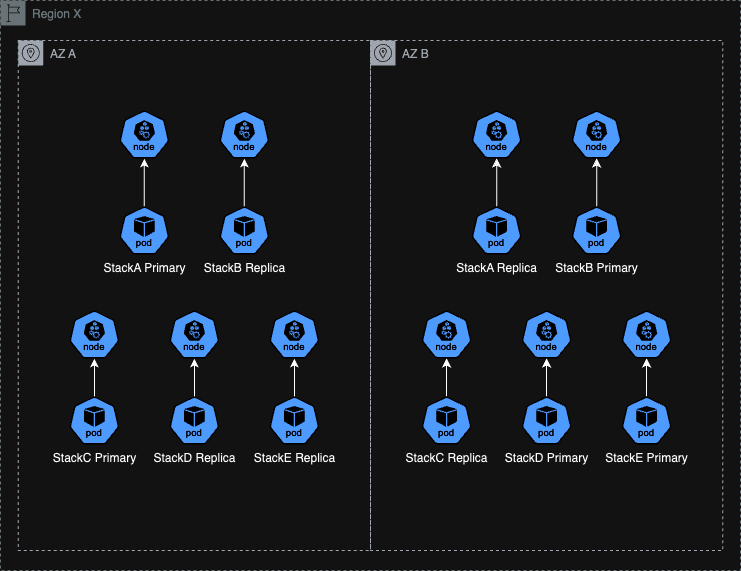 Region X
AZ A
AZ B
node
node
node
node
pod
pod
pod
pod
StackA Primary
StackB Replica
StackA Replica
StackB Primary
node
node
node
node
node
node
pod
pod
pod
pod
pod
pod
StackC Primary
StackD Replica
StackE Replica
StackC Replica
StackD Primary
StackE Primary